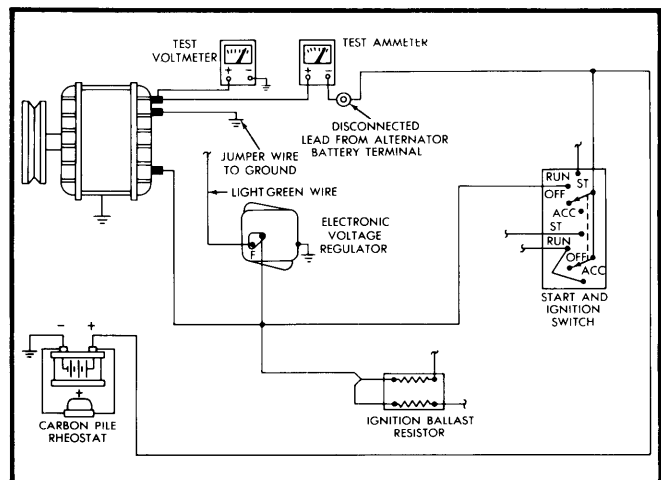 TEST
VOLTMETER
+ -
TEST AMMETER
+ -
DISCONNECTED
LEAD FROM ALTERNATOR
BATTERY TERMINAL
JUMPER WIRE
TO GROUND
LIGHT GREEN WIRE
ELECTRONIC
VOLTAGE
REGULATOR
F
RUN
ST
OFF
ACC
ST
RUN
OFF
ACC
START AND
IGNITION
SWITCH
- +
+
CARBON PILE
RHEOSTAT
IGNITION BALLAST
RESISTOR